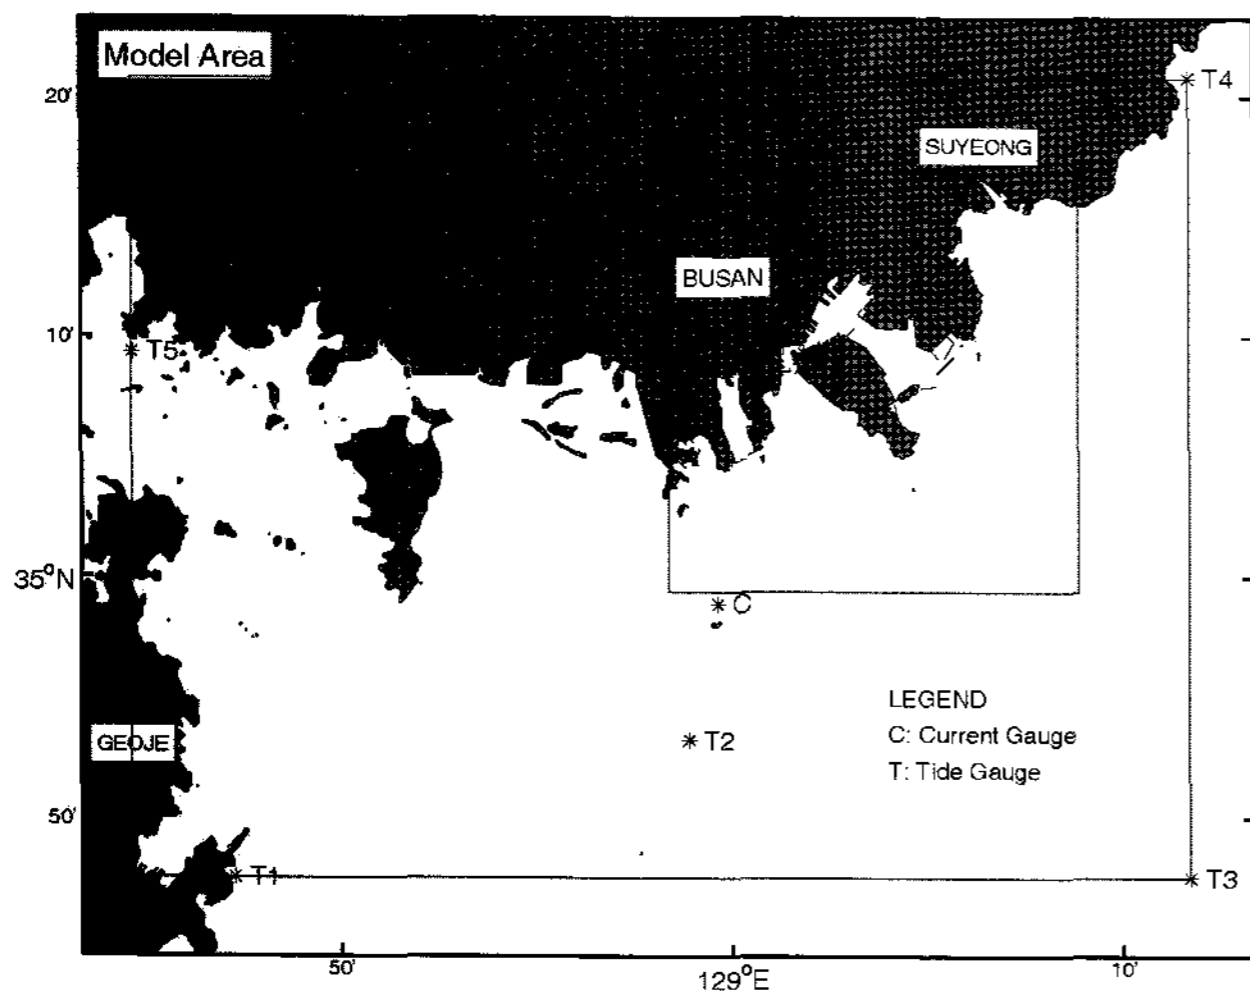 Model Area
20'
T4
SUYEONG
BUSAN
10'
T5
35°N
C
LEGEND
GEOJE
T2
C: Current Gauge
T: Tide Gauge
50'
T1
T3
50'
129°E
10'